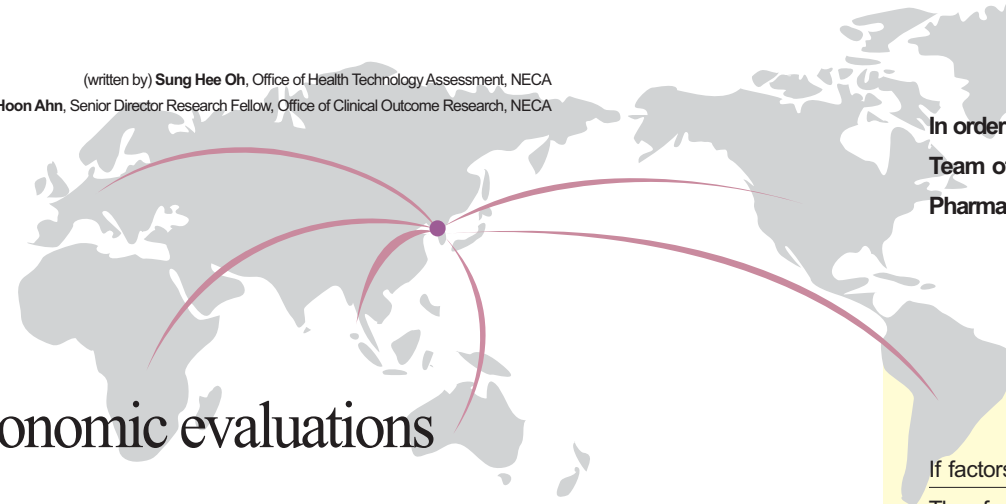 (written by) Sung Hee Oh, Office of Health Technology Assessment, NECA
Hoon Ahn, Senior Director Research Fellow, Office of Clinical Outcome Research, NECA
In order
Team o
Pharma
onomic evaluations
If factors